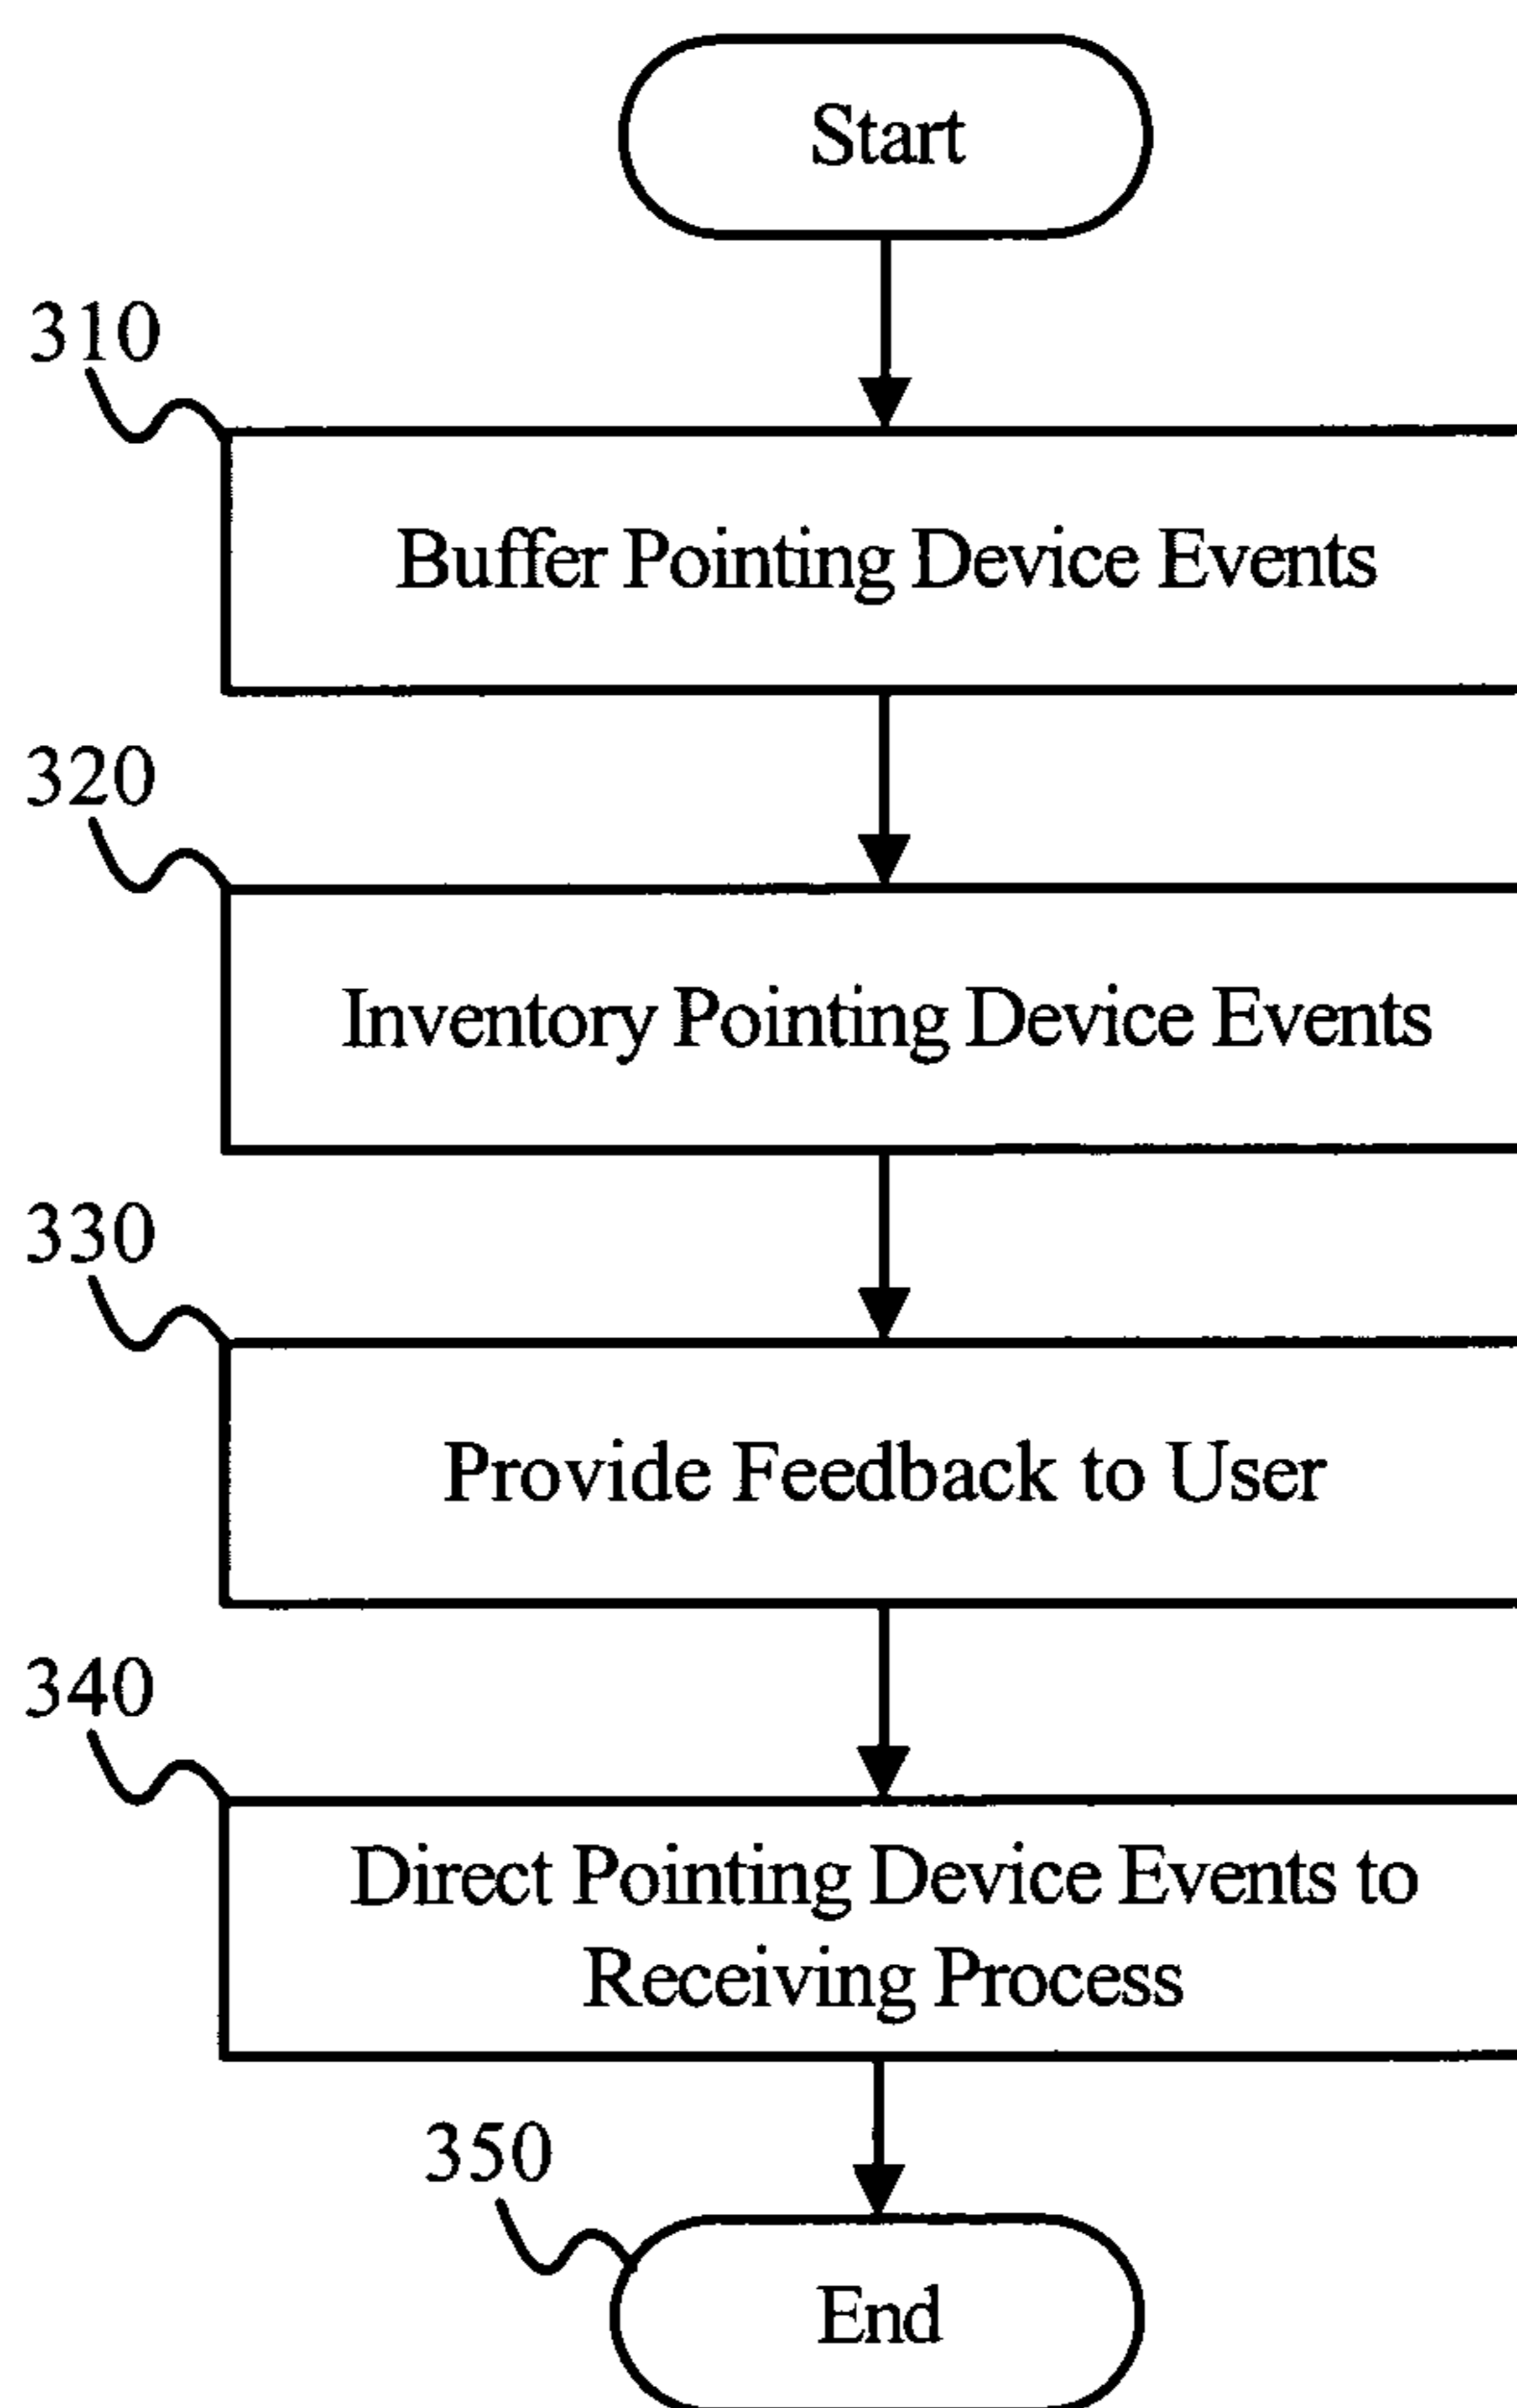 Start
310
Buffer Pointing Device Events
320
Inventory Pointing Device Events
330
Provide Feedback to User
340
Direct Pointing Device Events to
Receiving Process
350
End